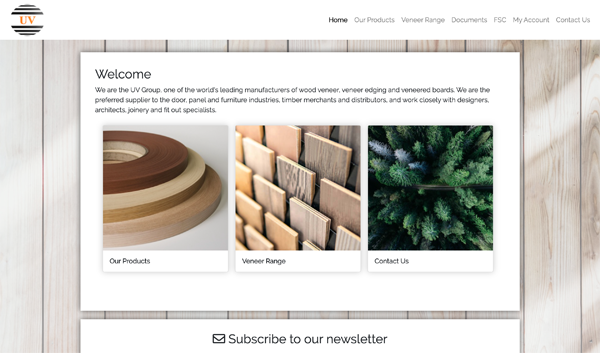 UV
Home Our Products Veneer Range Documents FSC My Account Contact Us
Welcome
We are the UV Group, one of the world's leading manufacturers of wood veneer, veneer edging and veneered boards. We are the
preferred supplier to the door, panel and furniture industries, timber merchants and distributors, and work closely with designers,
architects, joinery and fit out specialists.
Our Products
Veneer Range
Contact Us
Subscribe to our newsletter